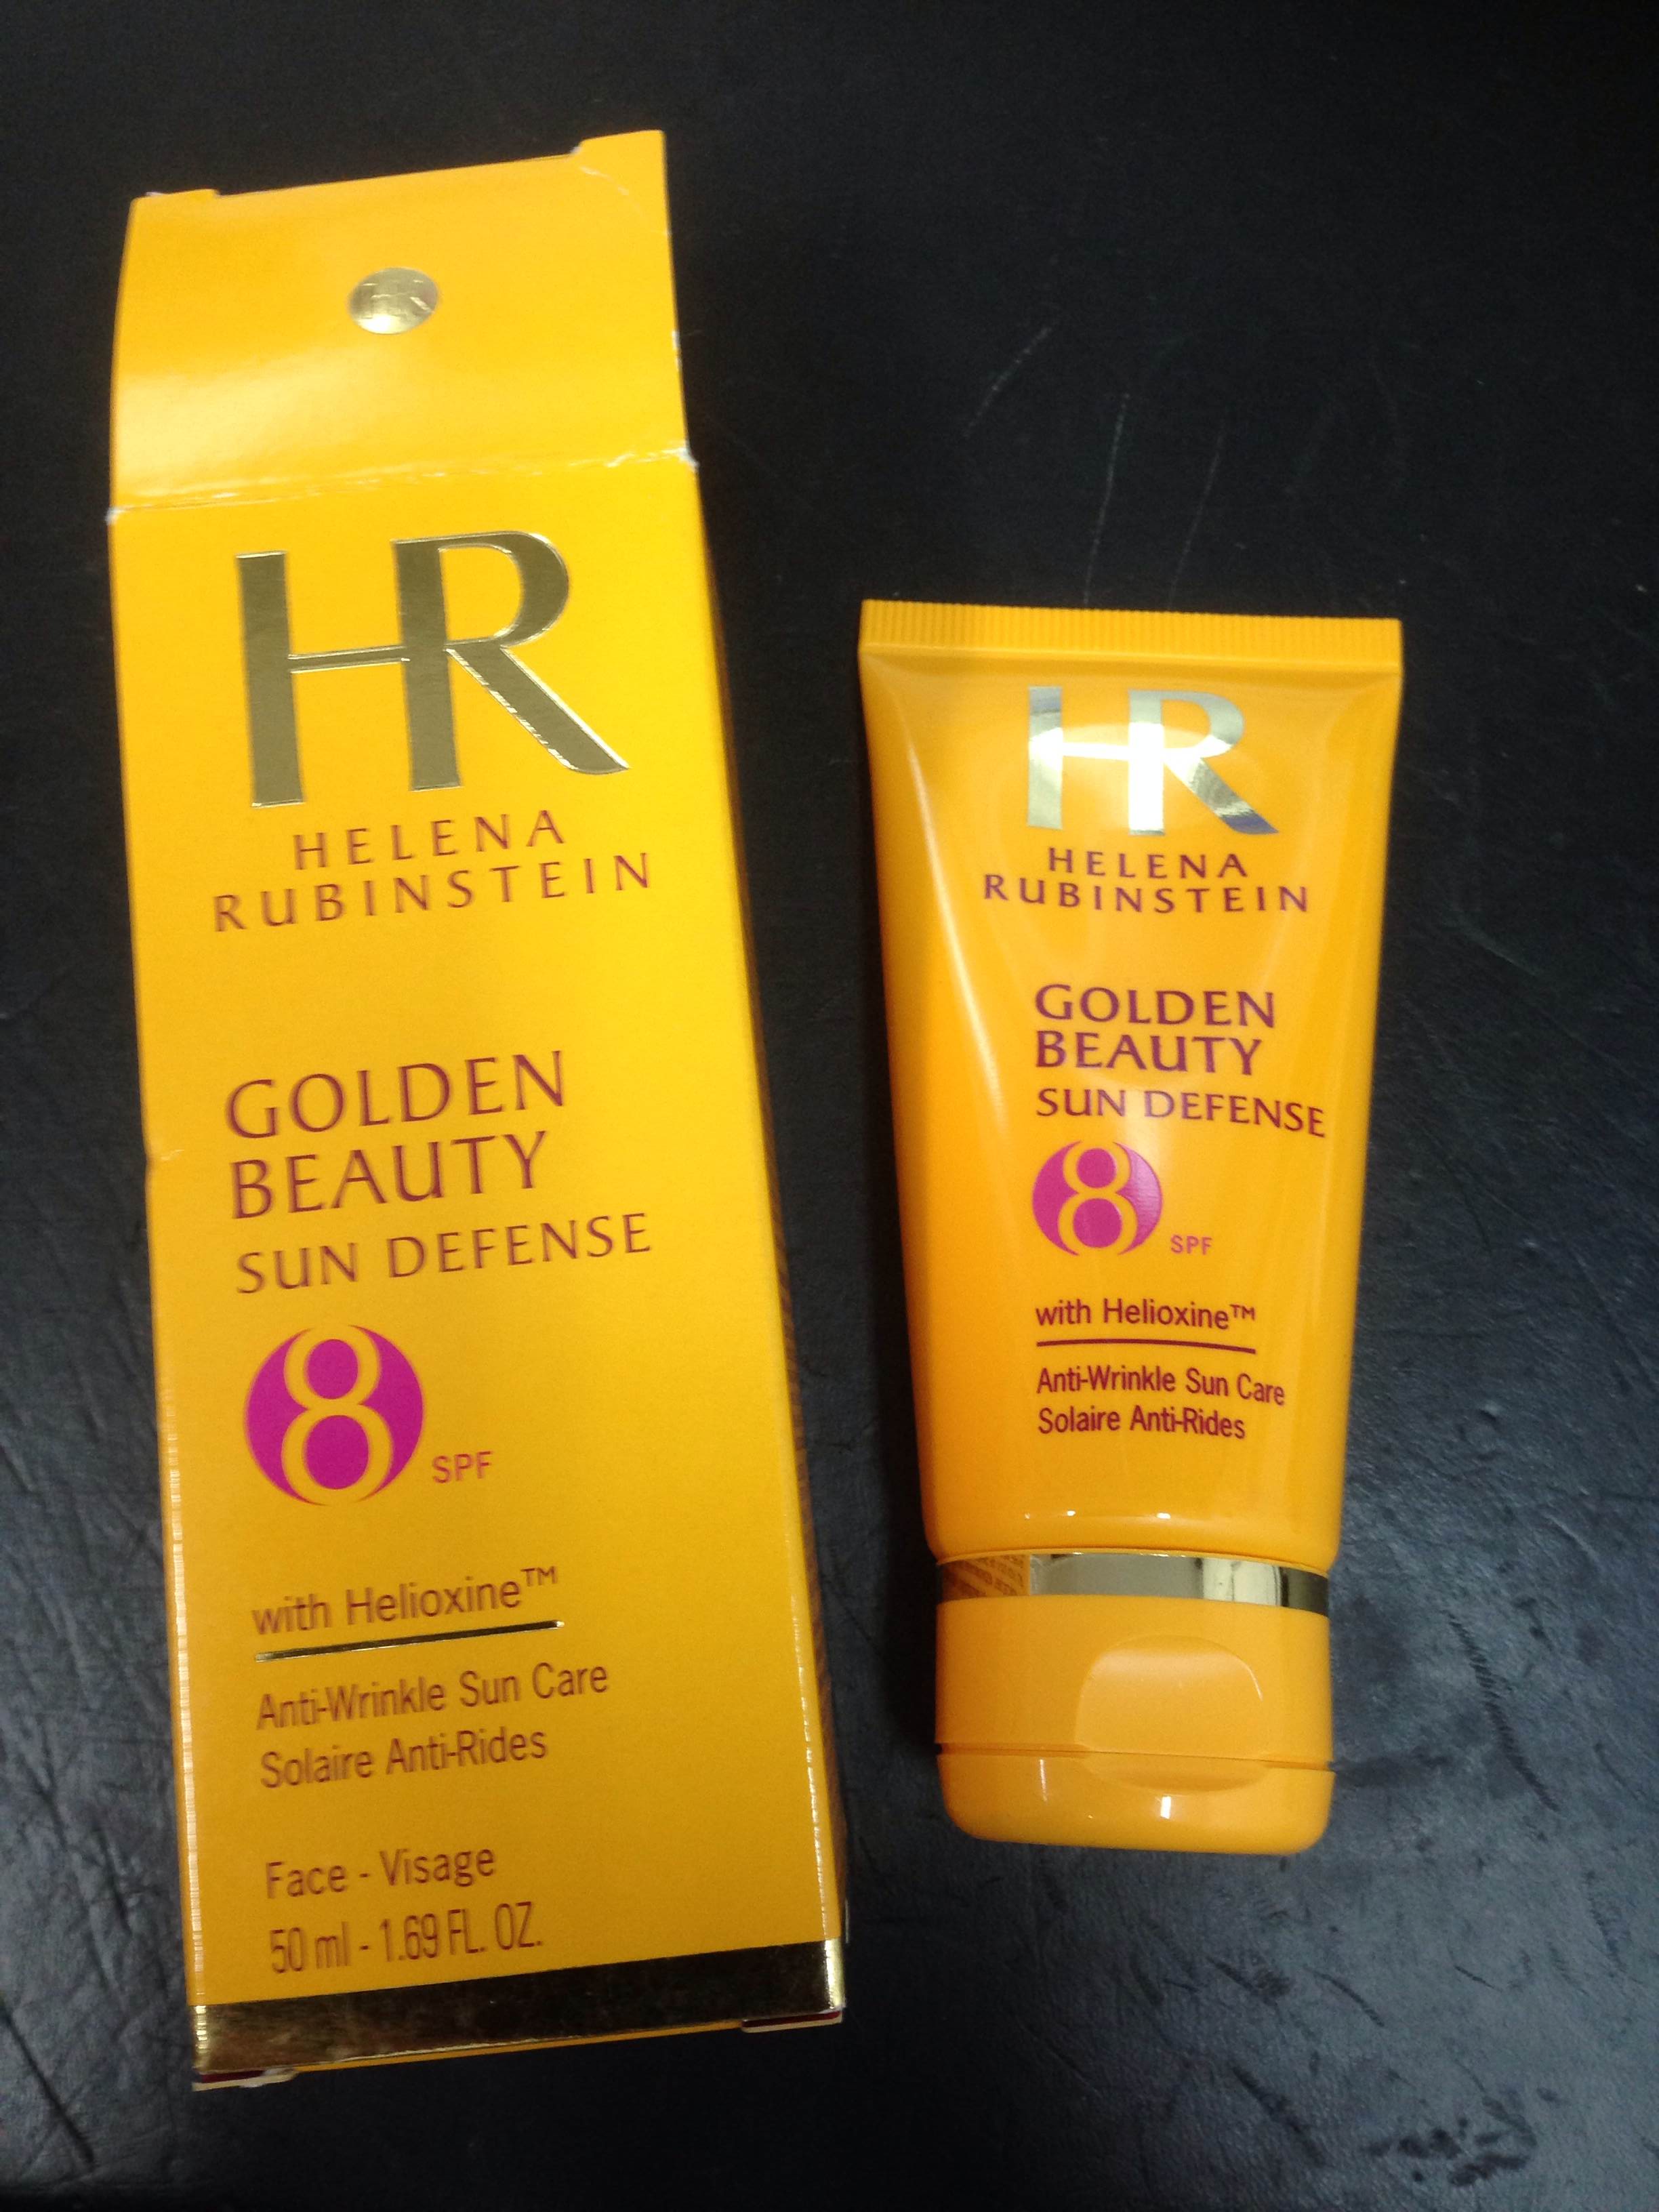 HR
HELENA
RUBINSTEIN
GOLDEN
BEAUTY
SUN DEFENSE
8 SPF
with Helioxine™
Anti-Wrinkle Sun Care
Solaire Anti-Rides
Face - Visage
50 ml - 1.69 FL. OZ.
HR
HELENA
RUBINSTEIN
GOLDEN
BEAUTY
SUN DEFENSE
8 SPF
with Helioxine™
Anti-Wrinkle Sun Care
Solaire Anti-Rides